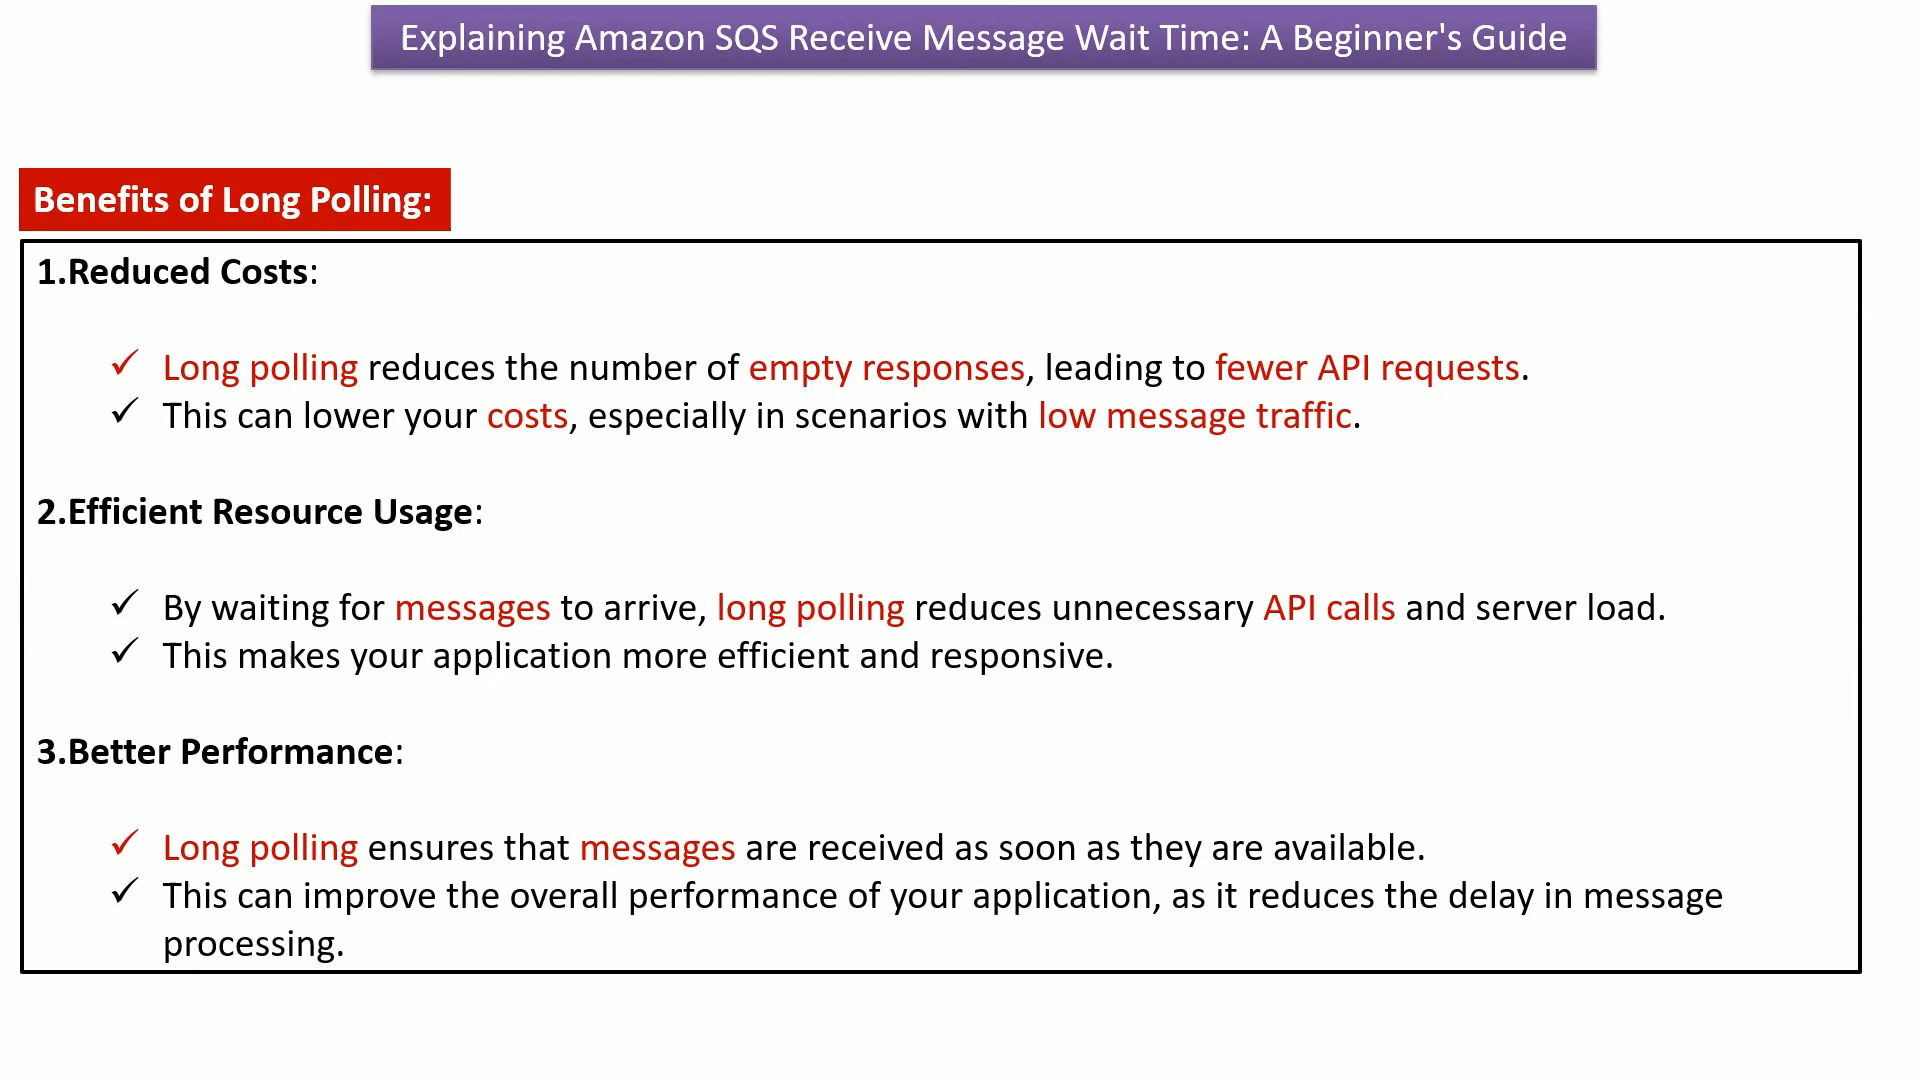 Explaining Amazon SQS Receive Message Wait Time: A Beginner's Guide
Benefits of Long Polling:
1.Reduced Costs:
✓ Long polling reduces the number of empty responses, leading to fewer API requests.
✓ This can lower your costs, especially in scenarios with low message traffic.
2.Efficient Resource Usage:
✓ By waiting for messages to arrive, long polling reduces unnecessary API calls and server load.
✓ This makes your application more efficient and responsive.
3.Better Performance:
✓ Long polling ensures that messages are received as soon as they are available.
✓ This can improve the overall performance of your application, as it reduces the delay in message
processing.